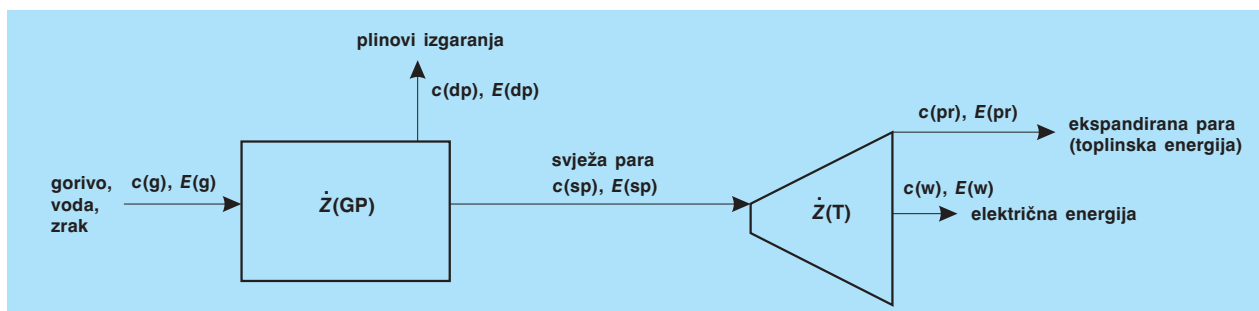 plinovi izgaranja
c(dp), E(dp)
c(pr), E(pr)
ekspandirana para
(toplinska energija)
svježa para
c(sp), E(sp)
gorivo,
voda,
zrak
c(g), E(g)
Ż(GP)
Ż(T)
c(w), E(w)
električna energija